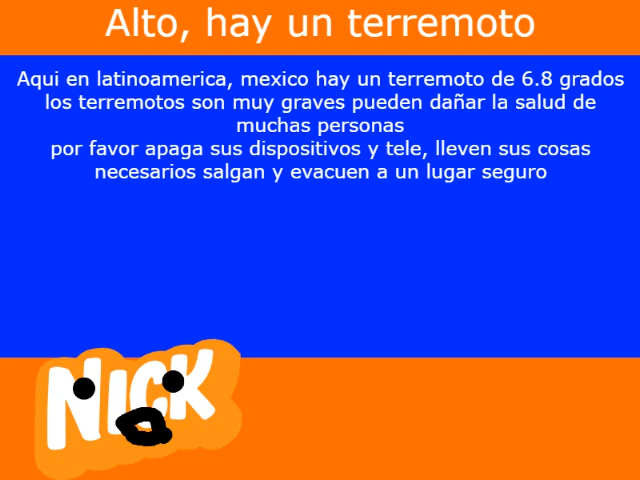 Alto, hay un terremoto
Aqui en latinoamerica, mexico hay un terremoto de 6.8 grados
los terremotos son muy graves pueden dañar la salud de
muchas personas
por favor apaga sus dispositivos y tele, lleven sus cosas
necesarios salgan y evacuen a un lugar seguro
NICK